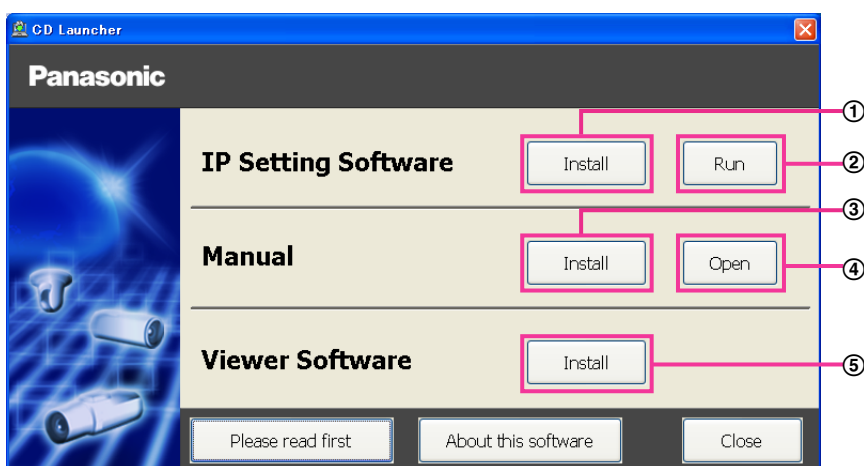 CD Launcher
Panasonic
①
IP Setting Software Install Run ②
③
Manual Install Open ④
Viewer Software Install ⑤
Please read first About this software Close